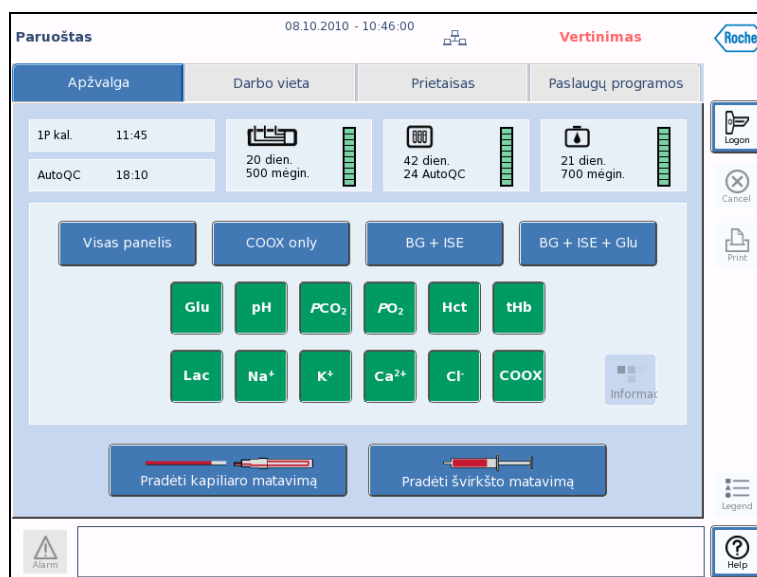 Paruoštas
08.10.2010 - 10:46:00
Vertinimas
Roche
Apžvalga
Darbo vieta
Prietaisas
Paslaugų programos
1P kal. 11:45
AutoQC 18:10
20 dien.
500 mėgin.
42 dien.
24 AutoQC
21 dien.
700 mėgin.
Logon
Cancel
Print
Visas panelis
COOX only
BG + ISE
BG + ISE + Glu
Glu
pH
PCO₂
PO₂
Hct
tHb
Lac
Na⁺
K⁺
Ca²⁺
Cl⁻
COOX
Informac
Pradėti kapiliaro matavimą
Pradėti švirkšto matavimą
Legend
Alarm
Help